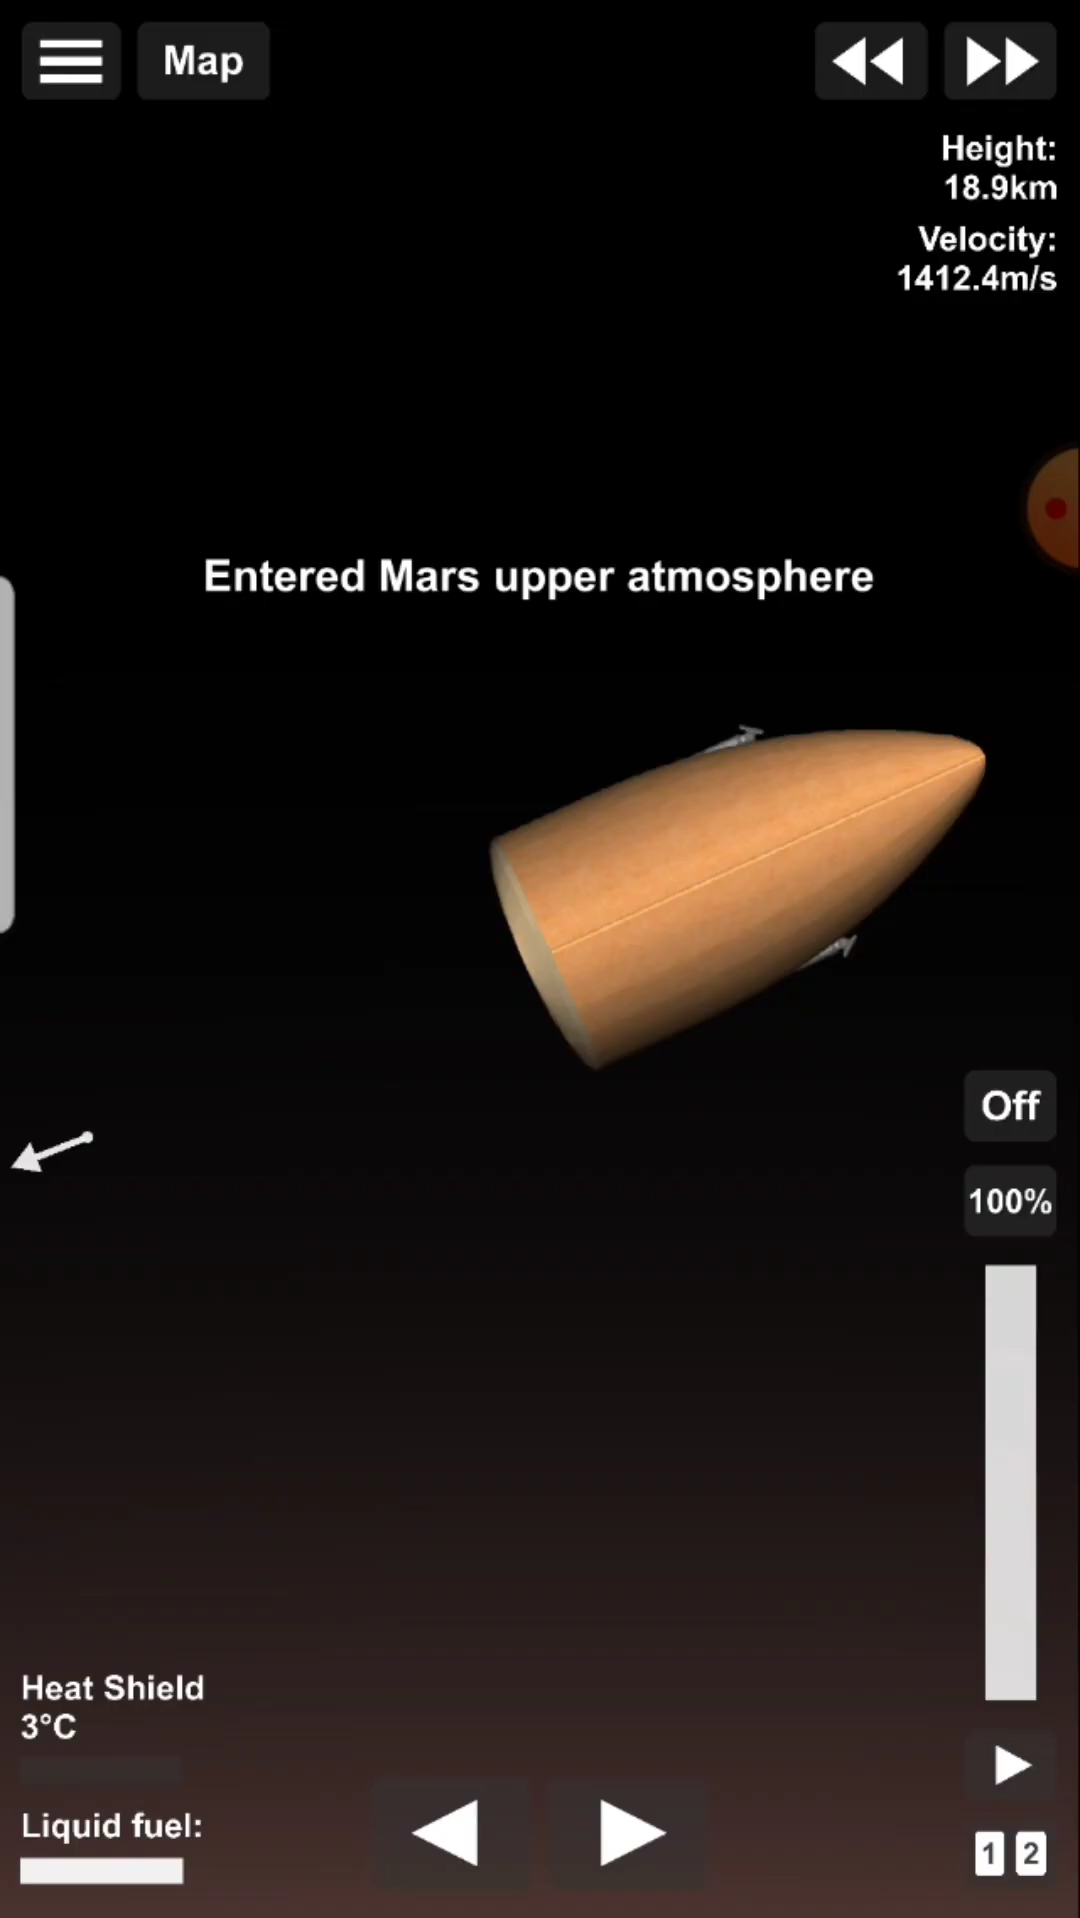 Map
Height:
18.9km
Velocity:
1412.4m/s
Entered Mars upper atmosphere
Off
100%
Heat Shield
3°C
Liquid fuel:
1 2